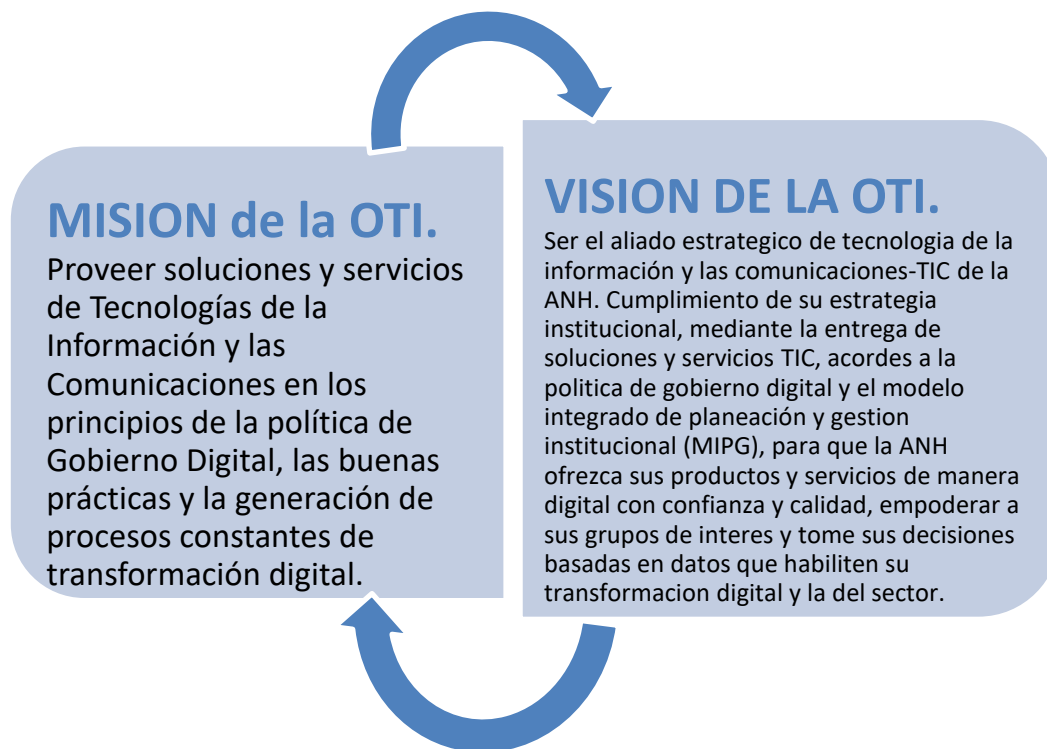 MISION de la OTI.
Proveer soluciones y servicios
de Tecnologías de la
Información y las
Comunicaciones en los
principios de la política de
Gobierno Digital, las buenas
prácticas y la generación de
procesos constantes de
transformación digital.
VISION DE LA OTI.
Ser el aliado estrategico de tecnologia de la
información y las comunicaciones-TIC de la
ANH. Cumplimiento de su estrategia
institucional, mediante la entrega de
soluciones y servicios TIC, acordes a la
politica de gobierno digital y el modelo
integrado de planeación y gestion
institucional (MIPG), para que la ANH
ofrezca sus productos y servicios de manera
digital con confianza y calidad, empoderar a
sus grupos de interes y tome sus decisiones
basadas en datos que habiliten su
transformacion digital y la del sector.